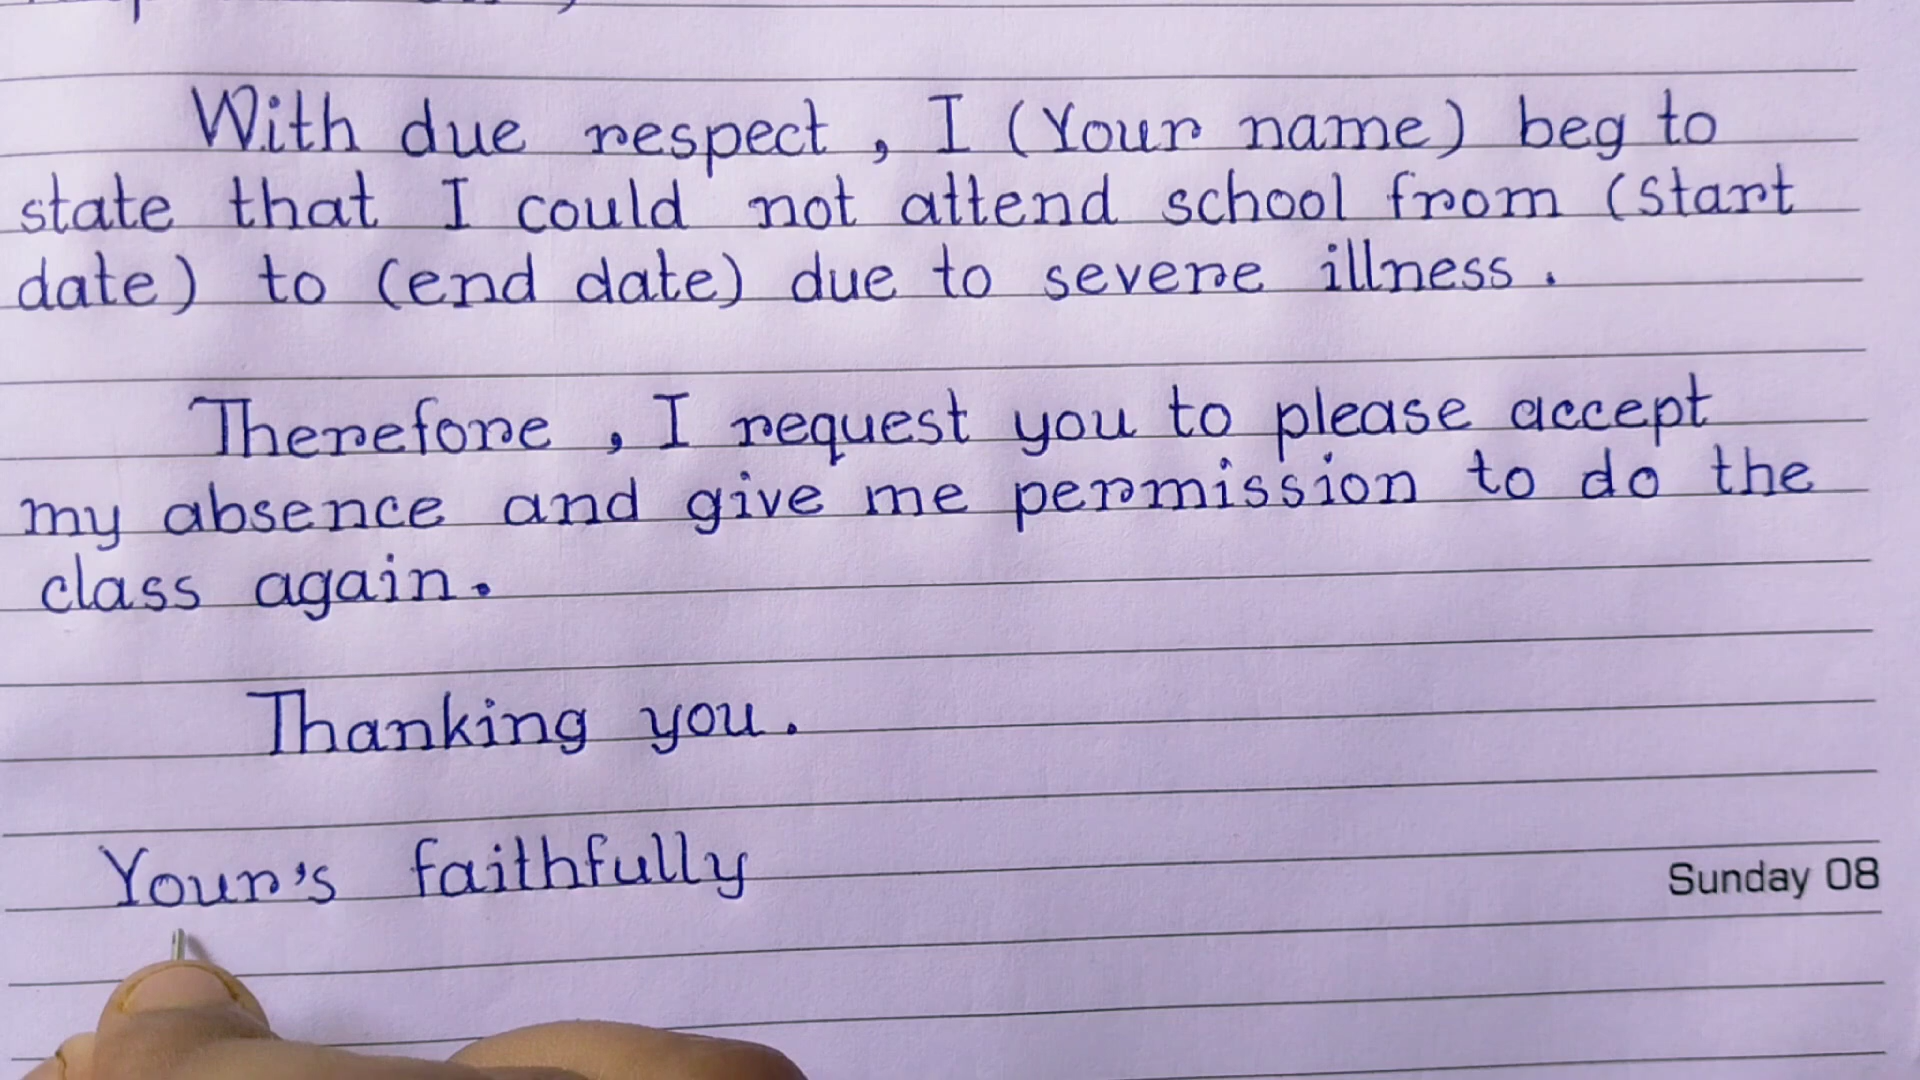 With due respect, I (Your name) beg to
state that I could not attend school from (start
date) to (end date) due to severe illness.
Therefore, I request you to please accept
my absence and give me permission to do the
class again.
Thanking you.
Your's faithfully
Sunday 08